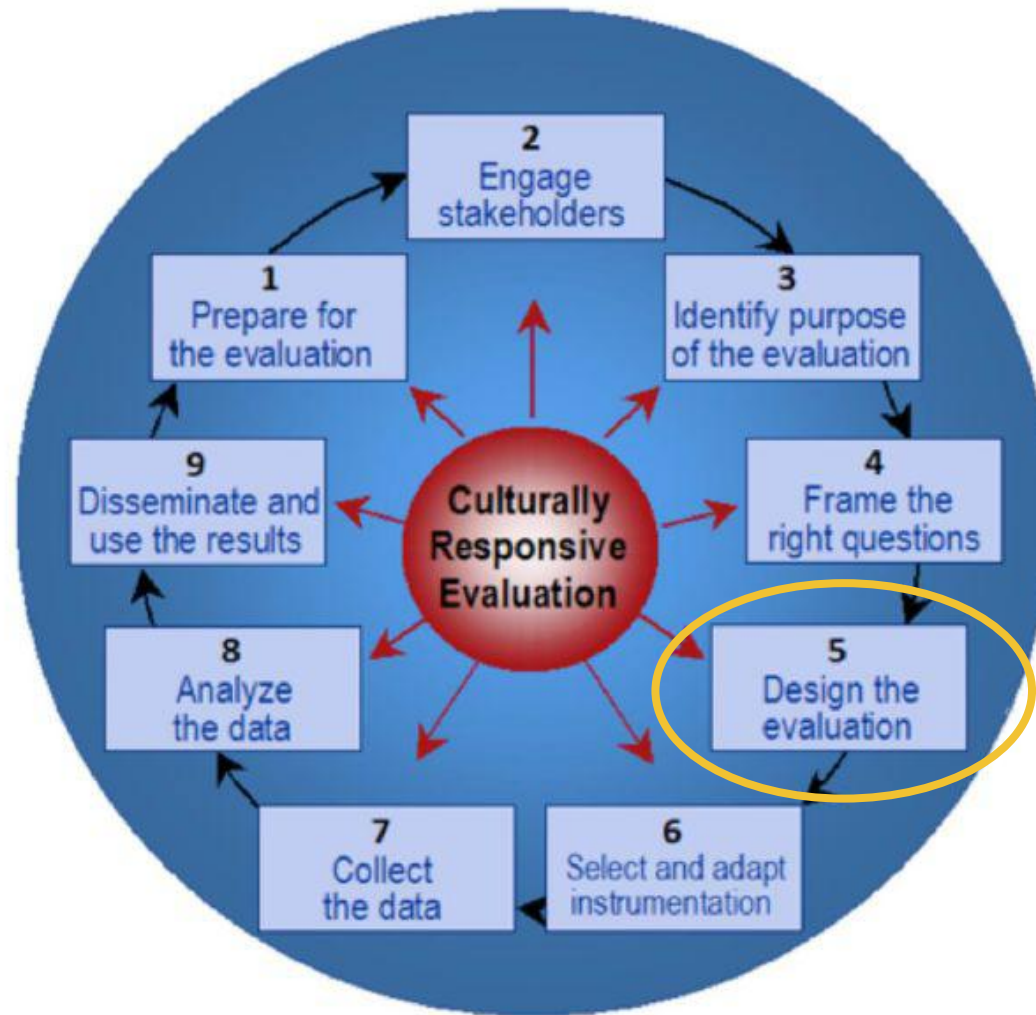 1
Prepare for
the evaluation
2
Engage
stakeholders
3
Identify purpose
of the evaluation
4
Frame the
right questions
5
Design the
evaluation
6
Select and adapt
instrumentation
7
Collect
the data
8
Analyze
the data
9
Disseminate and
use the results
Culturally
Responsive
Evaluation